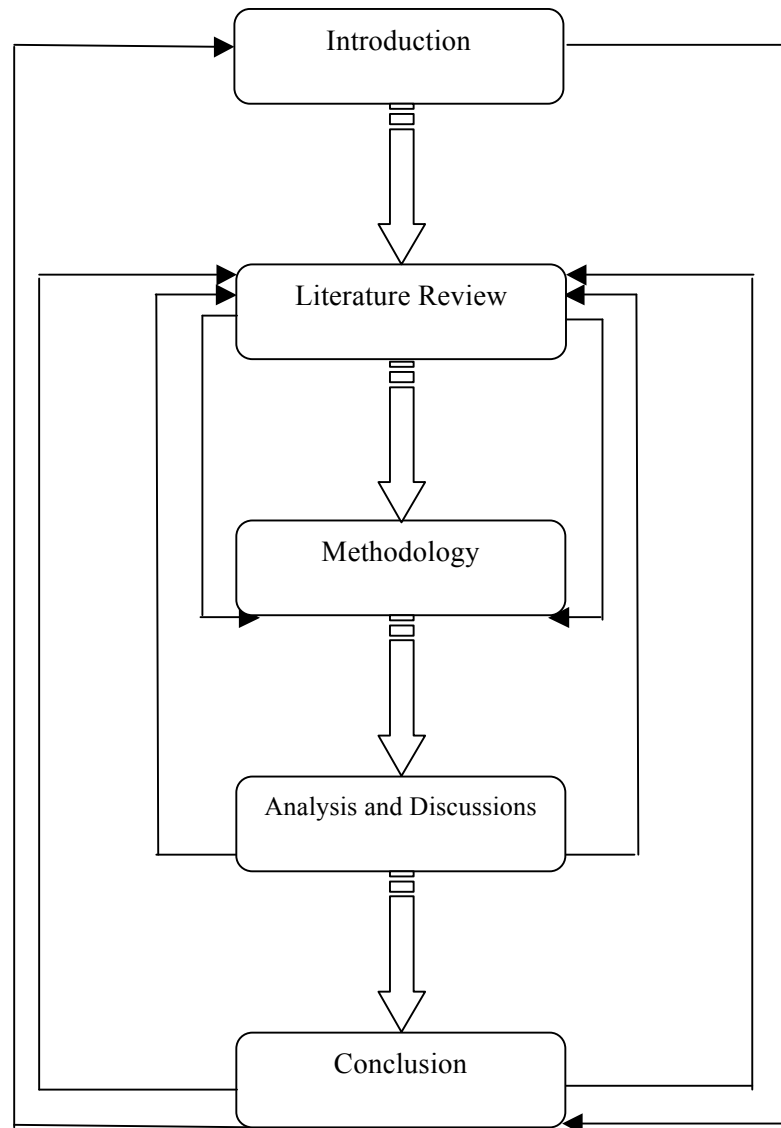 Introduction
Literature Review
Methodology
Analysis and Discussions
Conclusion